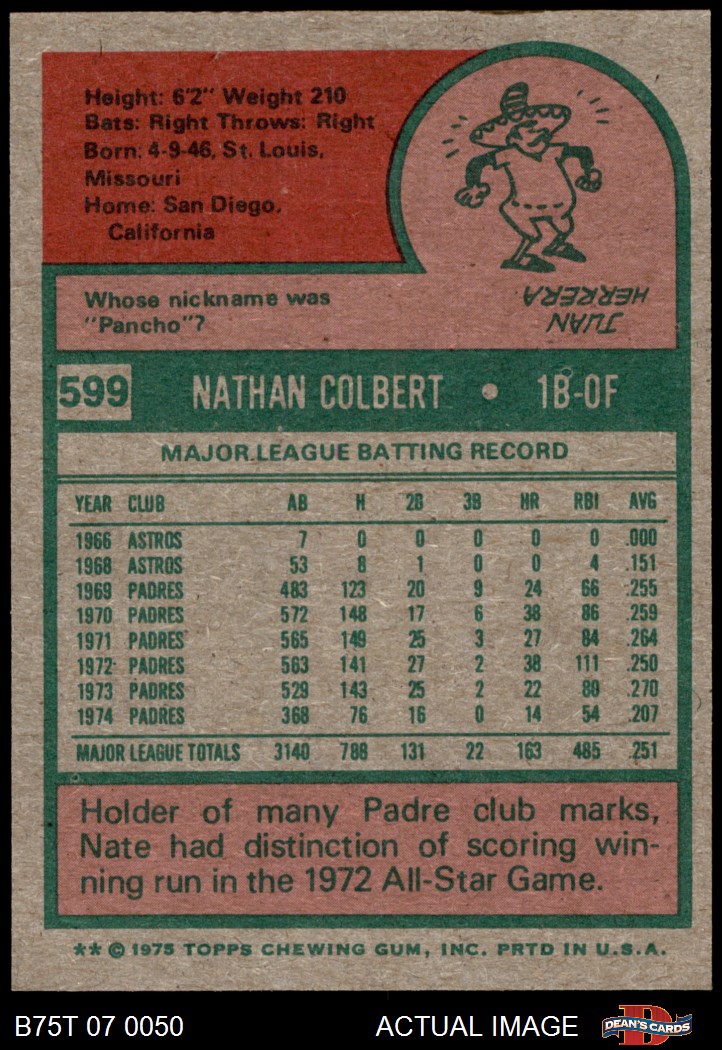 Height: 6'2" Weight 210
Bats: Right Throws: Right
Born: 4-9-46, St. Louis,
Missouri
Home: San Diego,
California
Whose nickname was
"Pancho"?
JUAN
HERRERA
599 NATHAN COLBERT • 1B-OF
MAJOR LEAGUE BATTING RECORD
YEAR CLUB AB H 2B 3B HR RBI AVG
1966 ASTROS 7 0 0 0 0 0 .000
1968 ASTROS 53 8 1 0 0 4 .151
1969 PADRES 483 123 20 9 24 66 .255
1970 PADRES 572 148 17 6 38 86 .259
1971 PADRES 565 149 25 3 27 84 .264
1972 PADRES 563 141 27 2 38 111 .250
1973 PADRES 529 143 25 2 22 80 .270
1974 PADRES 368 76 16 0 14 54 .207
MAJOR LEAGUE TOTALS 3140 788 131 22 163 485 .251
Holder of many Padre club marks,
Nate had distinction of scoring win-
ning run in the 1972 All-Star Game.
** © 1975 TOPPS CHEWING GUM, INC. PRTD IN U.S.A.
B75T 07 0050 ACTUAL IMAGE D DEAN'S CARDS